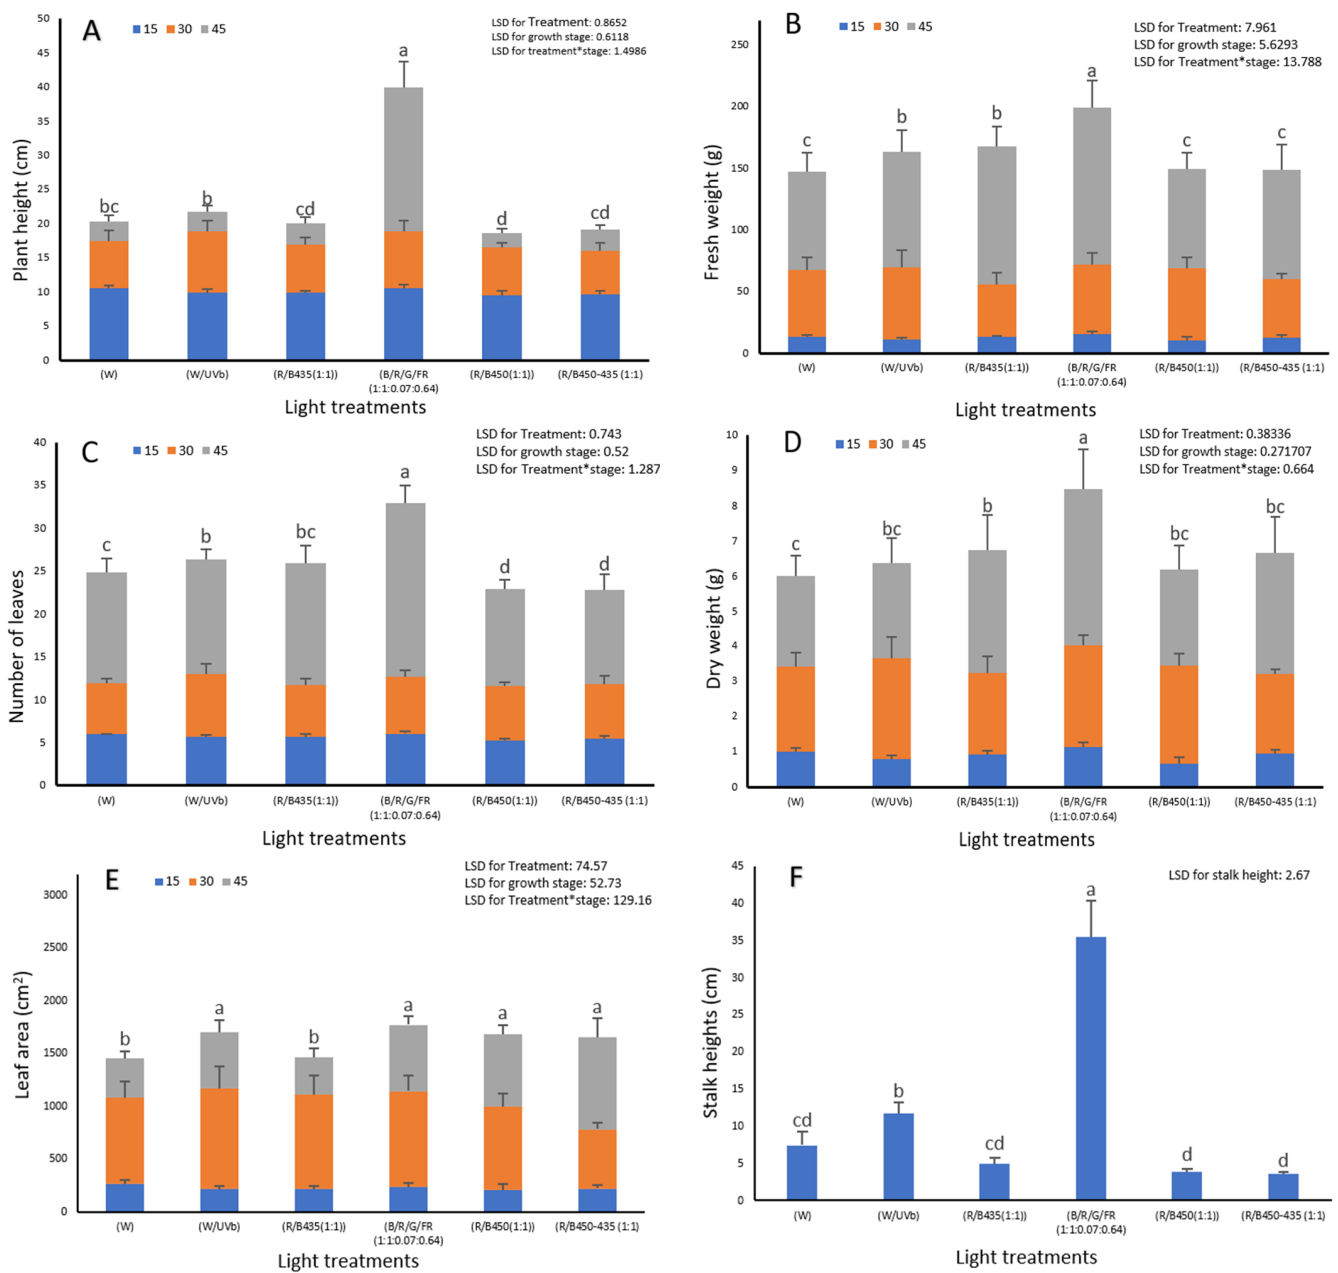 A
15 30 45
LSD for Treatment: 0.8652
LSD for growth stage: 0.6118
LSD for treatment*stage: 1.4986
Plant height (cm)
50
45
40
35
30
25
20
15
10
5
0
bc
b
cd
a
d
cd
(W)
(W/UVb)
(R/B435(1:1))
(B/R/G/FR
(1:1:0.07:0.64)
(R/B450(1:1))
(R/B450-435 (1:1)
Light treatments
B
15 30 45
LSD for Treatment: 7.961
LSD for growth stage: 5.6293
LSD for Treatment*stage: 13.788
Fresh weight (g)
250
200
150
100
50
0
c
b
b
a
c
c
(W)
(W/UVb)
(R/B435(1:1))
(B/R/G/FR
(1:1:0.07:0.64)
(R/B450(1:1))
(R/B450-435 (1:1)
Light treatments
C
15 30 45
LSD for Treatment: 0.743
LSD for growth stage: 0.52
LSD for Treatment*stage: 1.287
Number of leaves
40
35
30
25
20
15
10
5
0
c
b
bc
a
d
d
(W)
(W/UVb)
(R/B435(1:1))
(B/R/G/FR
(1:1:0.07:0.64)
(R/B450(1:1))
(R/B450-435 (1:1)
Light treatments
D
15 30 45
LSD for Treatment: 0.38336
LSD for growth stage: 0.271707
LSD for Treatment*stage: 0.664
Dry weight (g)
10
9
8
7
6
5
4
3
2
1
0
c
bc
b
a
bc
bc
(W)
(W/UVb)
(R/B435(1:1))
(B/R/G/FR
(1:1:0.07:0.64)
(R/B450(1:1))
(R/B450-435 (1:1)
Light treatments
E
15 30 45
LSD for Treatment: 74.57
LSD for growth stage: 52.73
LSD for Treatment*stage: 129.16
Leaf area (cm²)
3000
2500
2000
1500
1000
500
0
b
a
b
a
a
a
(W)
(W/UVb)
(R/B435(1:1))
(B/R/G/FR
(1:1:0.07:0.64)
(R/B450(1:1))
(R/B450-435 (1:1)
Light treatments
F
LSD for stalk height: 2.67
Stalk heights (cm)
45
40
35
30
25
20
15
10
5
0
cd
b
cd
a
d
d
(W)
(W/UVb)
(R/B435(1:1))
(B/R/G/FR
(1:1:0.07:0.64)
(R/B450(1:1))
(R/B450-435 (1:1)
Light treatments